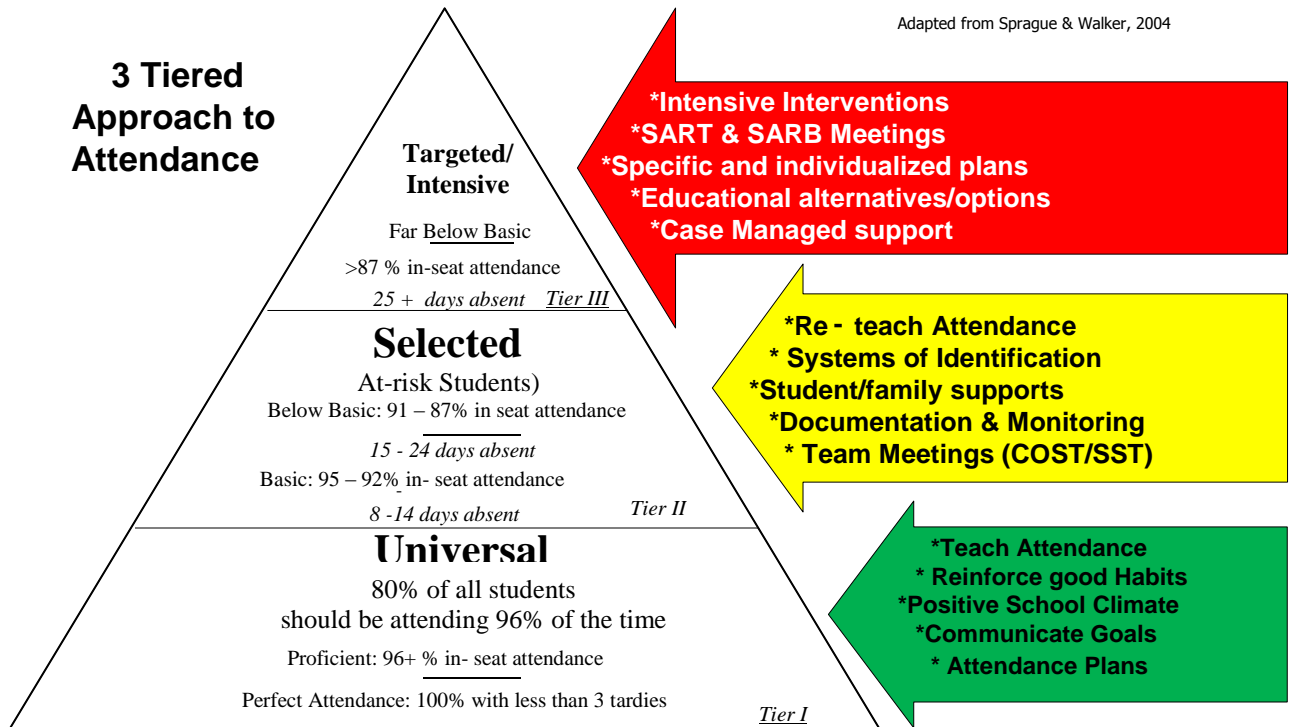 Adapted from Sprague & Walker, 2004
3 Tiered
Approach to
Attendance
Targeted/
Intensive
Far Below Basic
>87 % in-seat attendance
25 + days absent Tier III
Selected
At-risk Students)
Below Basic: 91 – 87% in seat attendance
15 - 24 days absent
Basic: 95 – 92% in- seat attendance
8 -14 days absent
Tier II
Universal
80% of all students
should be attending 96% of the time
Proficient: 96+ % in- seat attendance
Perfect Attendance: 100% with less than 3 tardies
Tier I
*Intensive Interventions
*SART & SARB Meetings
*Specific and individualized plans
*Educational alternatives/options
*Case Managed support
*Re - teach Attendance
* Systems of Identification
*Student/family supports
*Documentation & Monitoring
* Team Meetings (COST/SST)
*Teach Attendance
* Reinforce good Habits
*Positive School Climate
*Communicate Goals
* Attendance Plans